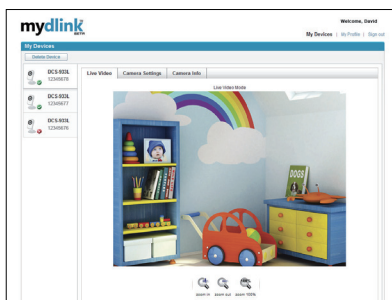 mydlink
BETA
Welcome, David
My Devices | My Profile | Sign out
My Devices
Delete Device
DCS-933L
12345678
DCS-933L
12345677
DCS-933L
12345676
Live Video
Camera Settings
Camera Info
Live Video Mode
DOGS
zoom in
zoom out
zoom 100%